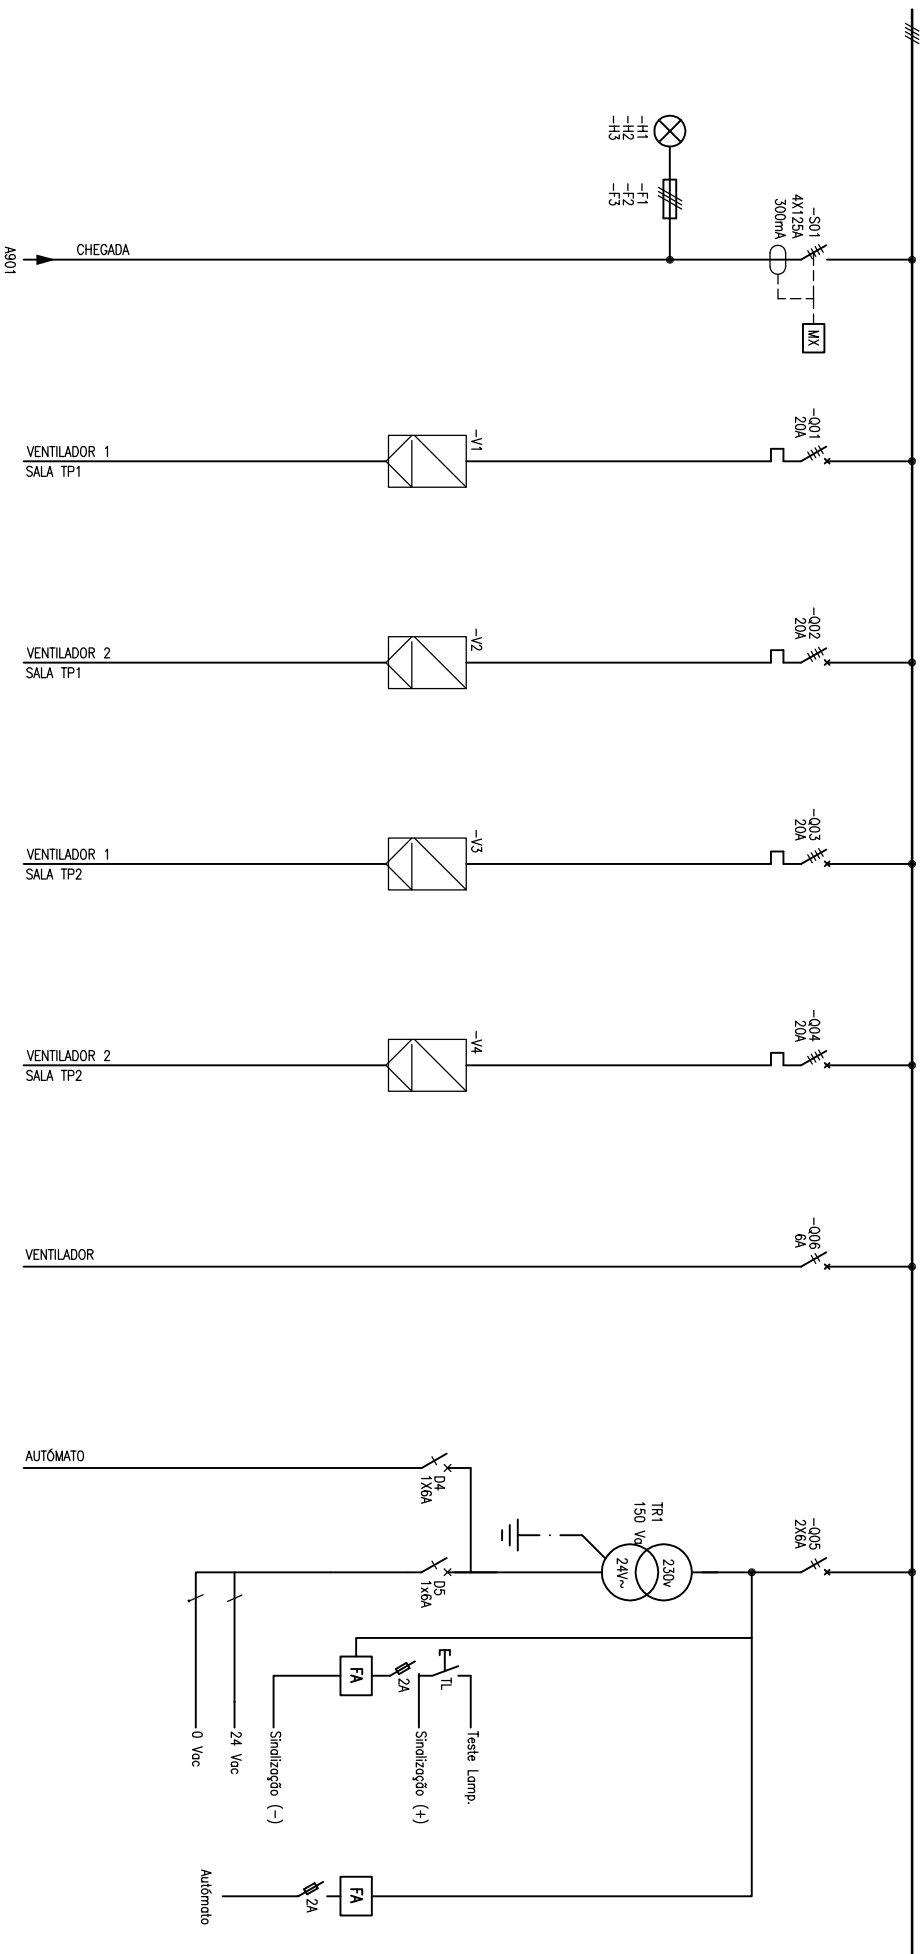 -H1
-H2
-H3
-F1
-F2
-F3
-S01
4X125A
300mA
MX
CHEGADA
A901
-Q01
20A
-V1
VENTILADOR 1
SALA TP1
-Q02
20A
-V2
VENTILADOR 2
SALA TP1
-Q03
20A
-V3
VENTILADOR 1
SALA TP2
-Q04
20A
-V4
VENTILADOR 2
SALA TP2
-Q06
6A
VENTILADOR
-Q05
2X6A
TR1
150 Va
230v
24V~
D4
1X6A
AUTÓMATO
D5
1x6A
TL
2A
FA
Teste Lamp.
Sinalização (+)
Sinalização (-)
24 Vac
0 Vac
FA
2A
Autómato